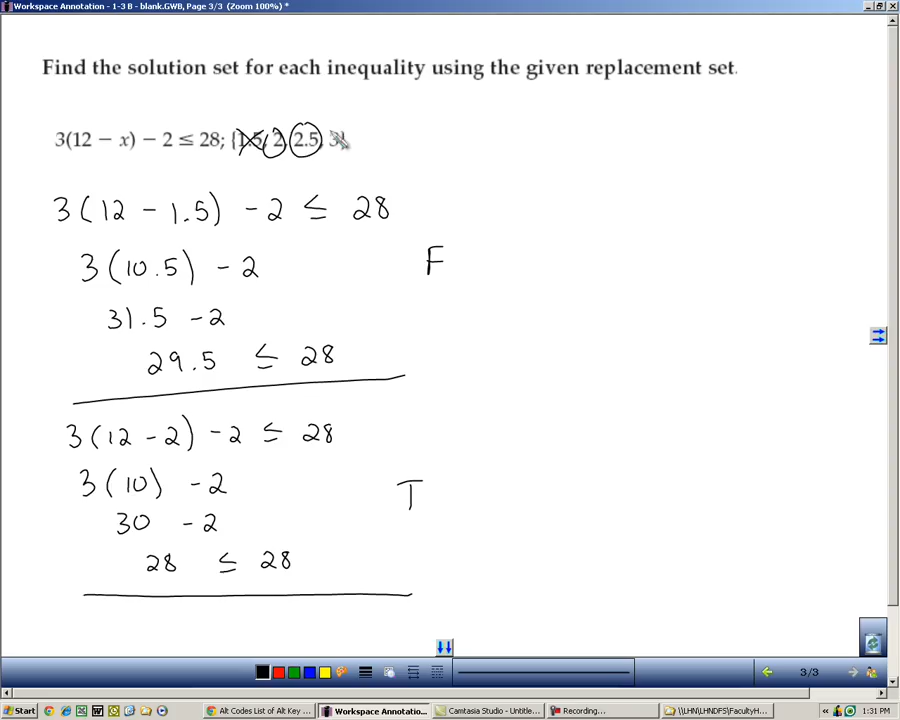 Workspace Annotation - 1-3 B - blank.GWB, Page 3/3 (Zoom 100%) *
Find the solution set for each inequality using the given replacement set.
3(12 − x) − 2 ≤ 28; {1.5, 2, 2.5, 3}
3(12 - 1.5) - 2 ≤ 28
3(10.5) - 2
F
31.5 - 2
29.5 ≤ 28
3(12 - 2) - 2 ≤ 28
3(10) - 2
T
30 - 2
28 ≤ 28
3/3
Start
Alt Codes List of Alt Key ...
Workspace Annotation...
Camtasia Studio - Untitle...
Recording...
\\LHN\LHNDFS\FacultyH...
1:31 PM